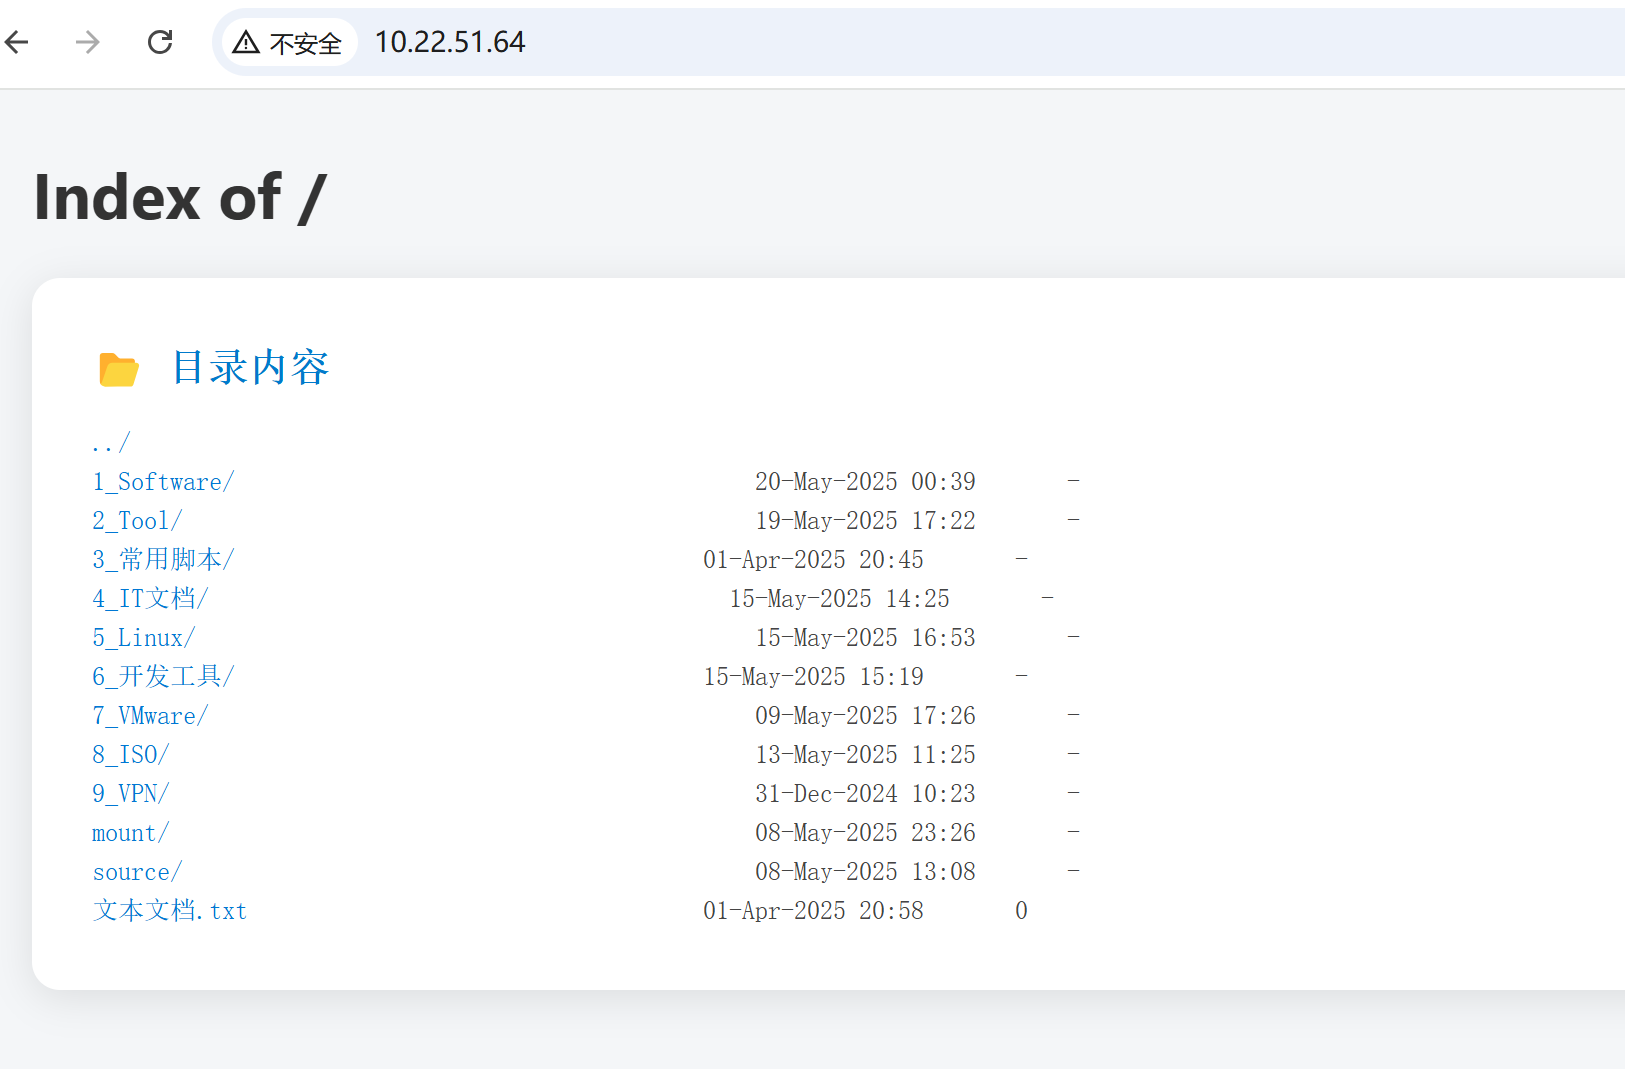 不安全 10.22.51.64
Index of /
目录内容
../
1_Software/ 20-May-2025 00:39 -
2_Tool/ 19-May-2025 17:22 -
3_常用脚本/ 01-Apr-2025 20:45 -
4_IT文档/ 15-May-2025 14:25 -
5_Linux/ 15-May-2025 16:53 -
6_开发工具/ 15-May-2025 15:19 -
7_VMware/ 09-May-2025 17:26 -
8_ISO/ 13-May-2025 11:25 -
9_VPN/ 31-Dec-2024 10:23 -
mount/ 08-May-2025 23:26 -
source/ 08-May-2025 13:08 -
文本文档.txt 01-Apr-2025 20:58 0